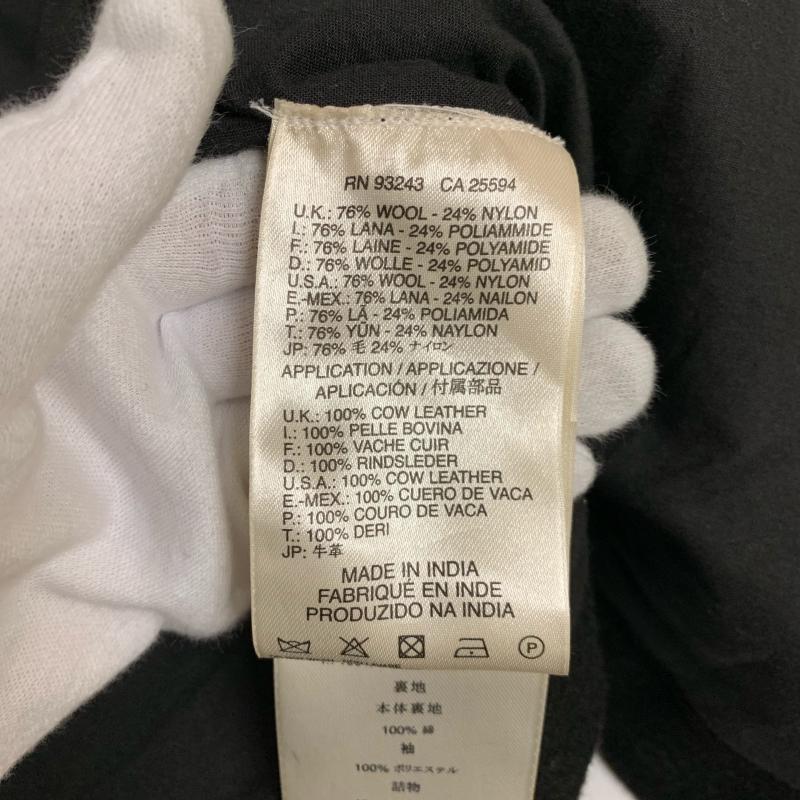 RN 93243 CA 25594
U.K.: 76% WOOL - 24% NYLON
I.: 76% LANA - 24% POLIAMMIDE
F.: 76% LAINE - 24% POLYAMIDE
D.: 76% WOLLE - 24% POLYAMID
U.S.A.: 76% WOOL - 24% NYLON
E.-MEX.: 76% LANA - 24% NAILON
P.: 76% LÃ - 24% POLIAMIDA
T.: 76% YÜN - 24% NAYLON
JP: 76% 毛 24% ナイロン
APPLICATION / APPLICAZIONE /
APLICACIÓN / 付属部品
U.K.: 100% COW LEATHER
I.: 100% PELLE BOVINA
F.: 100% VACHE CUIR
D.: 100% RINDSLEDER
U.S.A.: 100% COW LEATHER
E.-MEX.: 100% CUERO DE VACA
P.: 100% COURO DE VACA
T.: 100% DERI
JP: 牛革
MADE IN INDIA
FABRIQUÉ EN INDE
PRODUZIDO NA INDIA
P
裏地
本体裏地
100% 綿
袖
100% ポリエステル
詰物